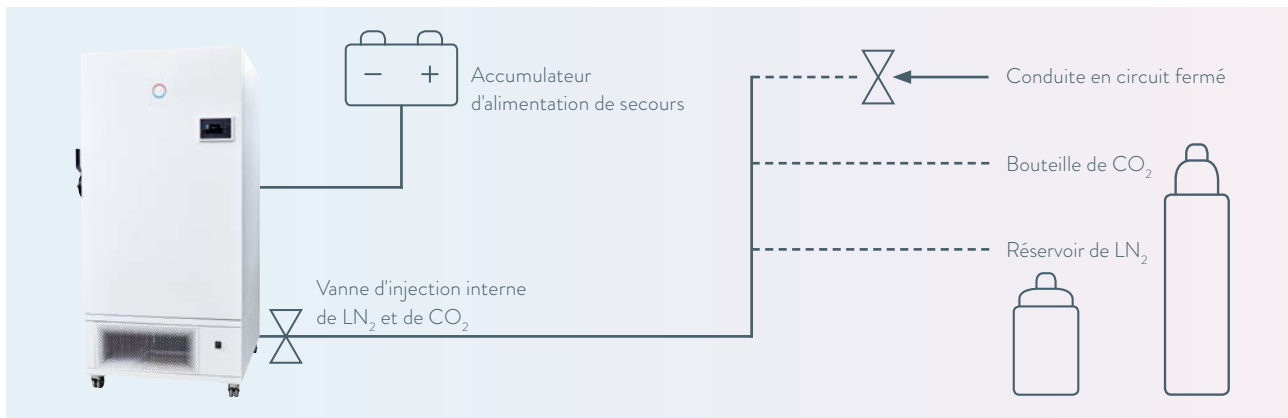 Accumulateur
d'alimentation de secours
Conduite en circuit fermé
Bouteille de CO₂
Réservoir de LN₂
Vanne d'injection interne
de LN₂ et de CO₂